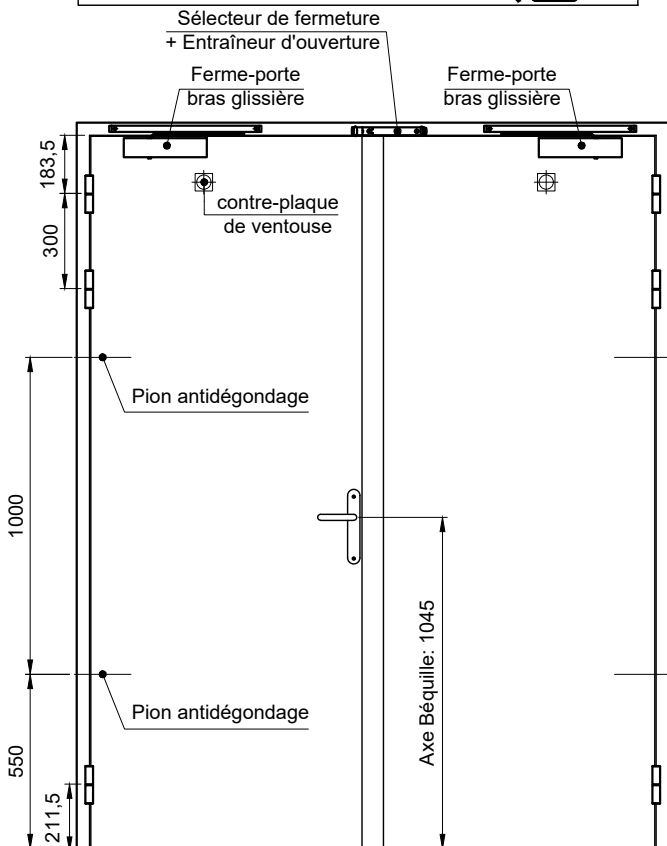 Sélecteur de fermeture
+ Entraîneur d'ouverture
Ferme-porte
bras glissière
Ferme-porte
bras glissière
183,5
contre-plaque
de ventouse
300
Pion antidégondage
1000
Axe Béquille: 1045
Pion antidégondage
550
211,5